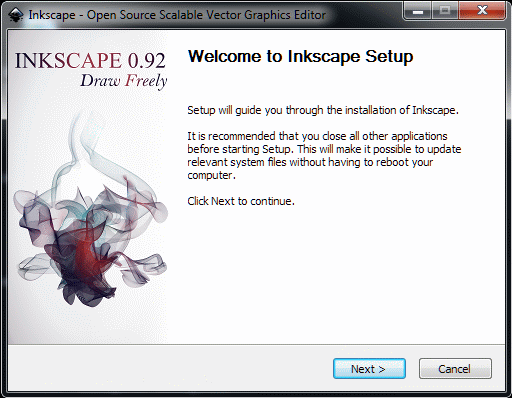 Inkscape - Open Source Scalable Vector Graphics Editor
INKSCAPE 0.92
Draw Freely
Welcome to Inkscape Setup
Setup will guide you through the installation of Inkscape.
It is recommended that you close all other applications
before starting Setup. This will make it possible to update
relevant system files without having to reboot your
computer.
Click Next to continue.
Next >
Cancel